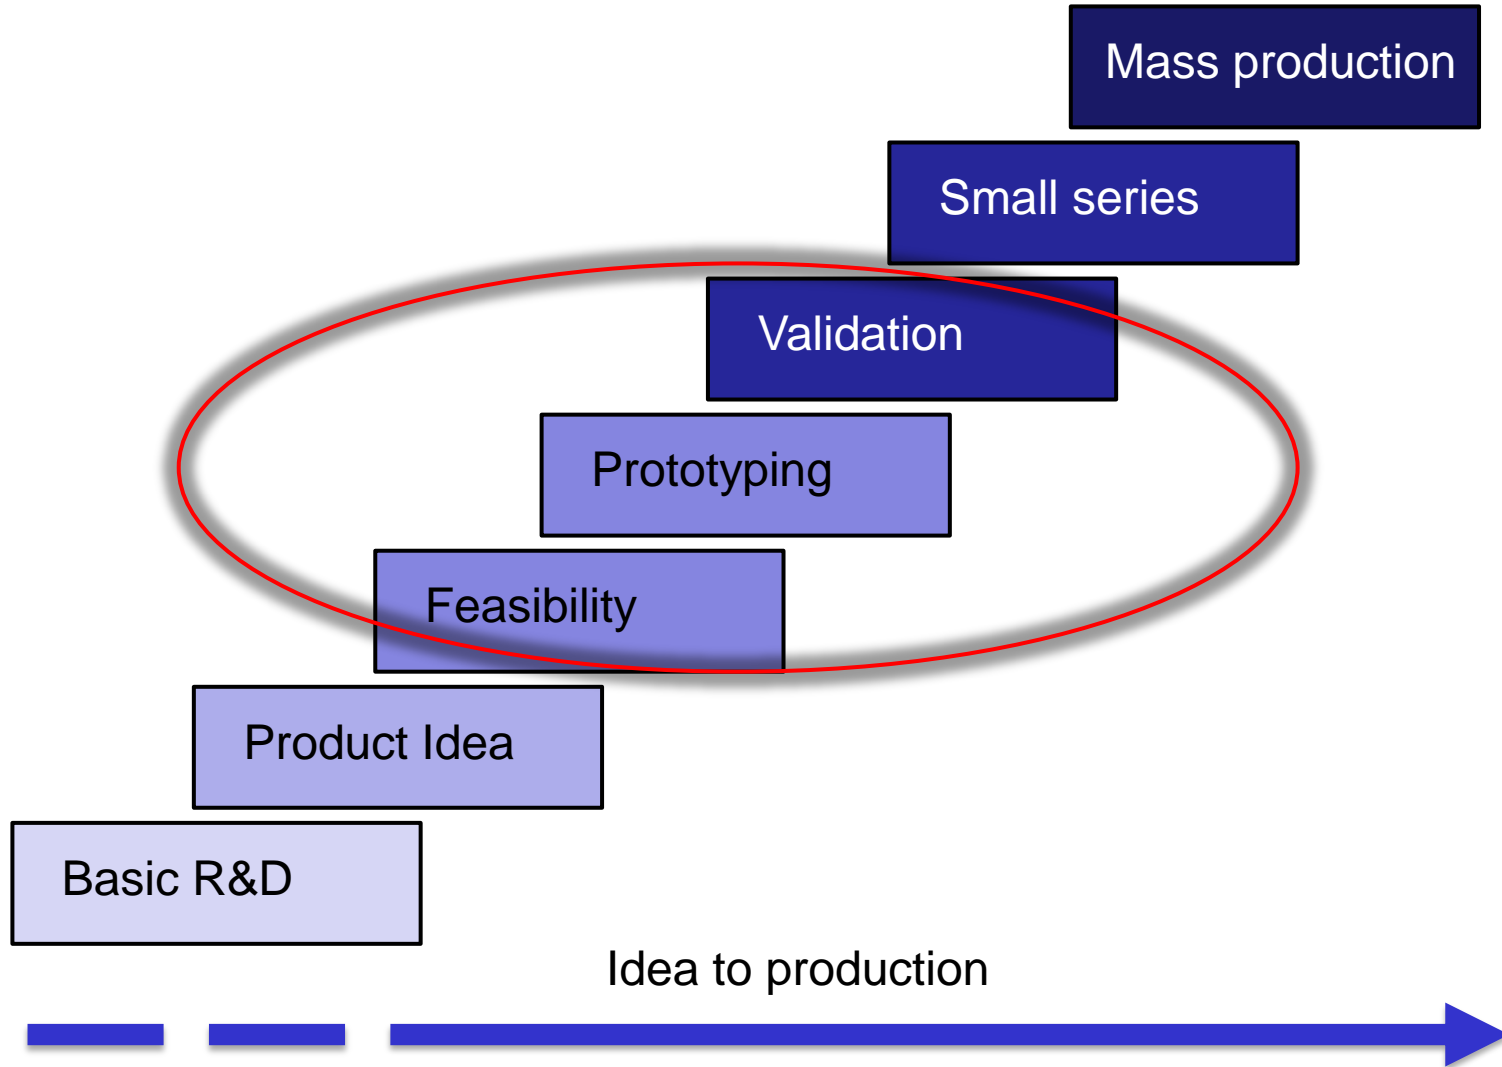 Mass production
Small series
Validation
Prototyping
Feasibility
Product Idea
Basic R&D
Idea to production